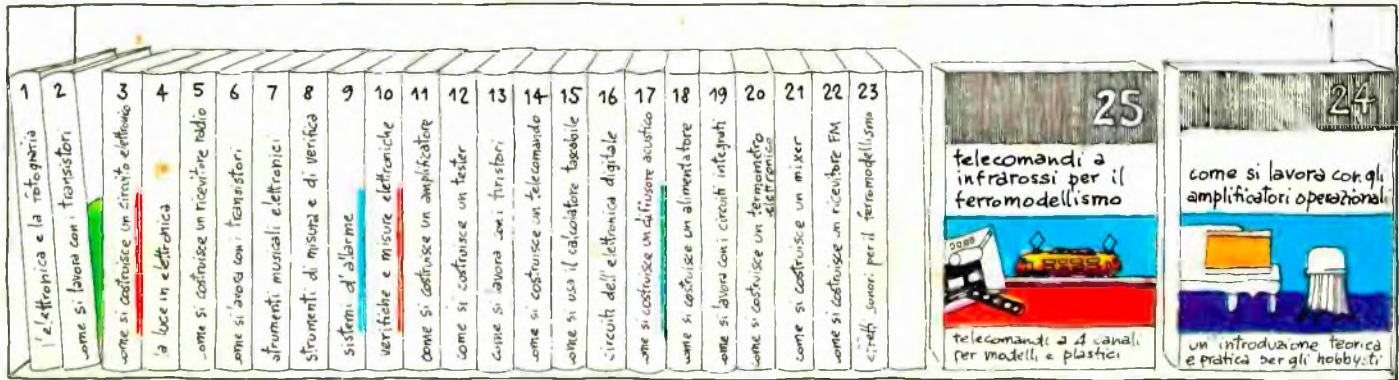 1 l'elettronica e la fotografia
2 come si lavora con i transistori
3 come si costruisce un circuito elettronico
4 la luce in elettronica
5 come si costruisce un ricevitore radio
6 come si lavora con i transistori
7 strumenti musicali elettronici
8 strumenti di misura e di verifica
9 sistemi d'allarme
10 verifiche e misure elettroniche
11 come si costruisce un amplificatore
12 come si costruisce un tester
13 come si lavora con i tiristori
14 come si costruisce un telecomando
15 come si usa il calcolatore tascabile
16 circuiti dell'elettronica digitale
17 come si costruisce un diffusore acustico
18 come si costruisce un alimentatore
19 come si lavora con i circuiti integrati
20 come si costruisce un termometro
elettronico
21 come si costruisce un mixer
22 come si costruisce un ricevitore FM
23 effetti sonori per il ferromodellismo
25
telecomandi a
infrarossi per il
ferromodellismo
telecomandi a 4 canali
per modelli e plastici
24
come si lavora con gli
amplificatori operazionali
un introduzione teorica
e pratica per gli hobbysti